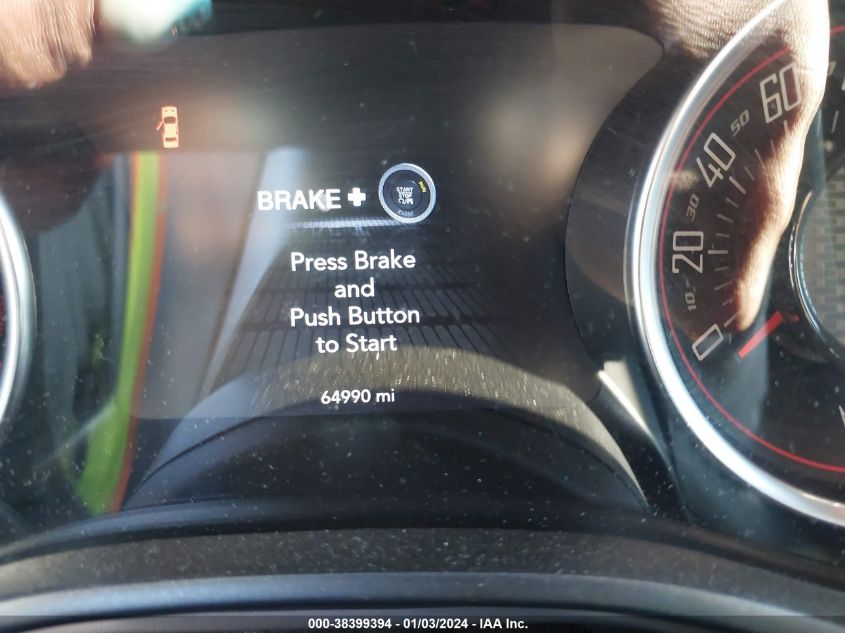 BRAKE +
START
STOP
RUN
Press Brake
and
Push Button
to Start
64990 mi
0
10
20
30
40
50
60
000-38399394 - 01/03/2024 - IAA Inc.